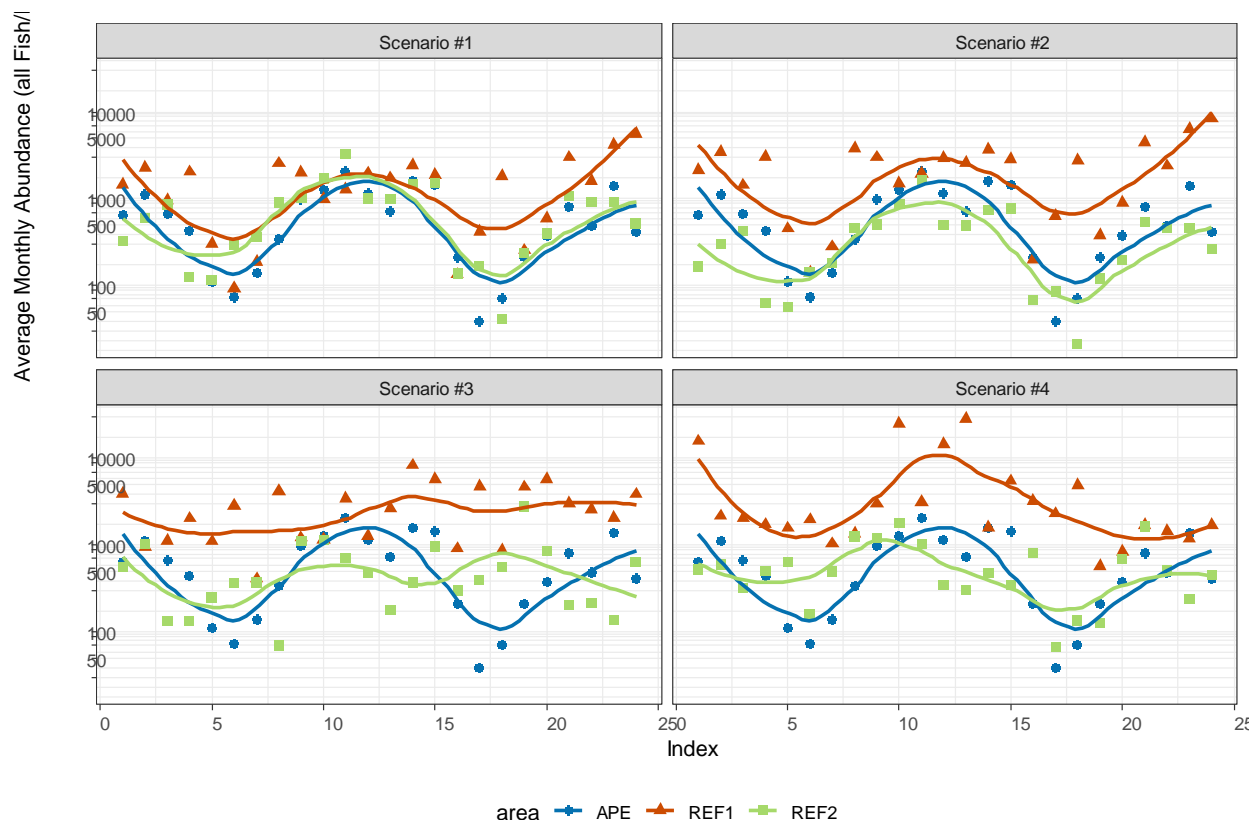 Average Monthly Abundance (all Fish/
Scenario #1
Scenario #2
10000
5000
1000
500
100
50
Scenario #3
Scenario #4
10000
5000
1000
500
100
50
0 5 10 15 20 25 0 5 10 15 20 25
Index
area APE REF1 REF2